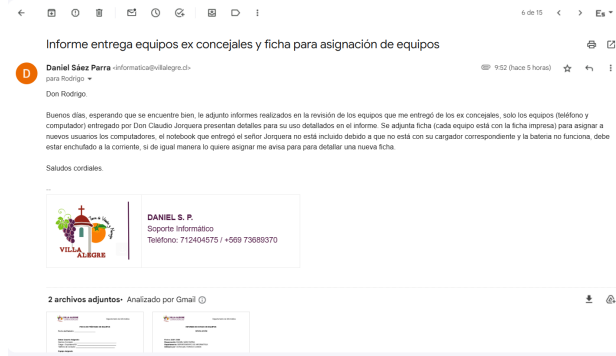 6 de 15
Es
Informe entrega equipos ex concejales y ficha para asignación de equipos
D
Daniel Sáez Parra <informatica@villalegre.cl>
9:52 (hace 5 horas)
para Rodrigo
Don Rodrigo.
Buenos días, esperando que se encuentre bien, le adjunto informes realizados en la revisión de los equipos que me entregó de los ex concejales, solo los equipos (teléfono y
computador) entregado por Don Claudio Jorquera presentan detalles para su uso detallados en el informe. Se adjunta ficha (cada equipo está con la ficha impresa) para asignar a
nuevos usuarios los computadores, el notebook que entregó el señor Jorquera no está incluido debido a que no está con su cargador correspondiente y la bateria no funciona, debe
estar enchufado a la corriente, si de igual manera lo quiere asignar me avisa para para detallar una nueva ficha.
Saludos cordiales.
--
VILLA
ALEGRE
DANIEL S. P.
Soporte Informático
Teléfono: 712404575 / +569 73689370
2 archivos adjuntos• Analizado por Gmail